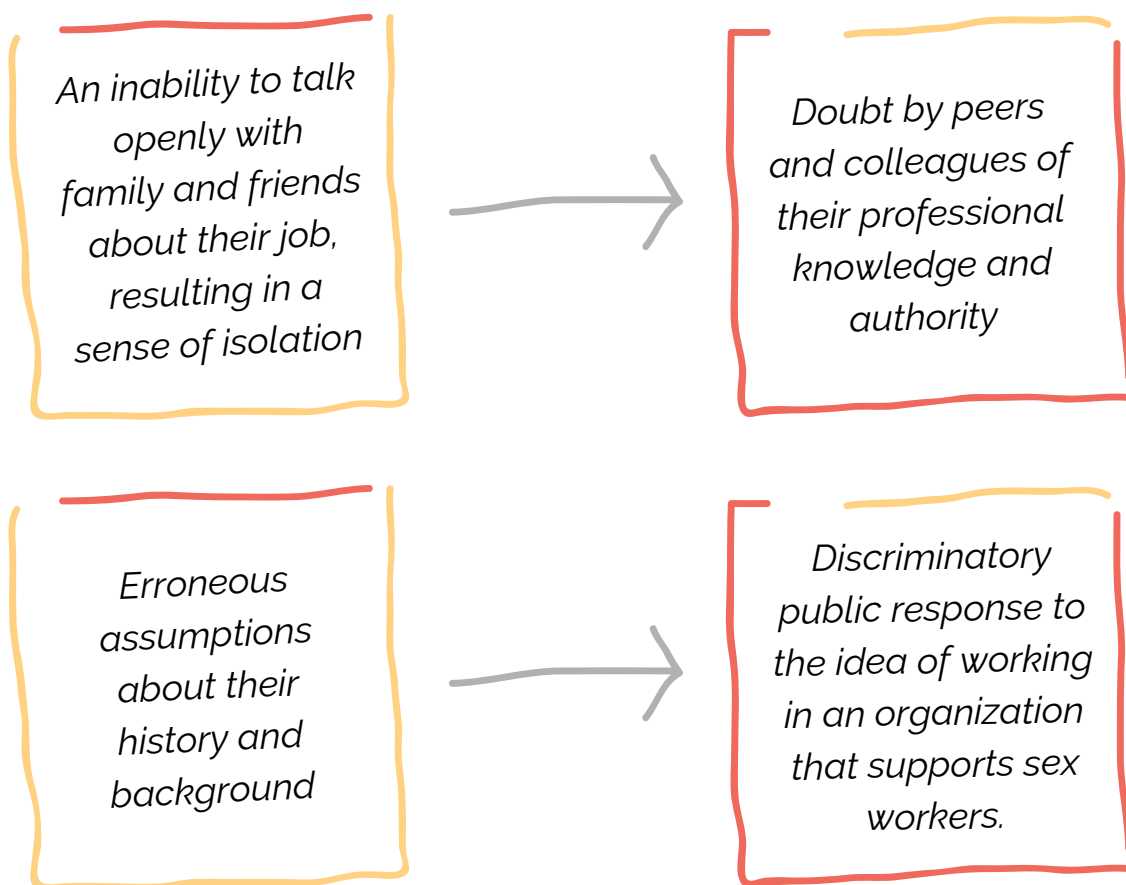 An inability to talk
openly with
family and friends
about their job,
resulting in a
sense of isolation
Doubt by peers
and colleagues of
their professional
knowledge and
authority
Erroneous
assumptions
about their
history and
background
Discriminatory
public response to
the idea of working
in an organization
that supports sex
workers.